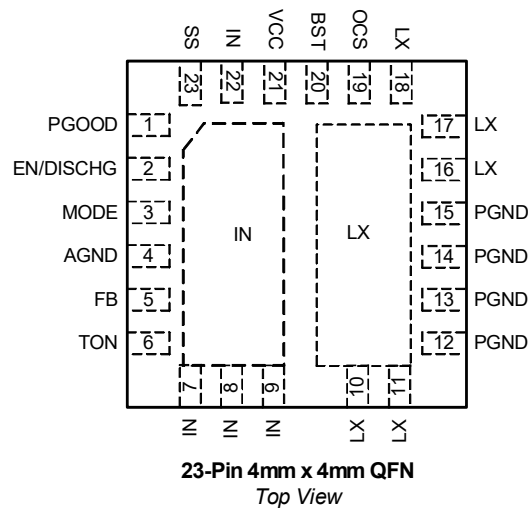 SS IN VCC BST OCS LX
23 22 21 20 19 18
PGOOD 1 17 LX
EN/DISCHG 2 16 LX
MODE 3 15 PGND
IN LX
AGND 4 14 PGND
FB 5 13 PGND
TON 6 12 PGND
7 8 9 10 11
IN IN IN LX LX
23-Pin 4mm x 4mm QFN
Top View